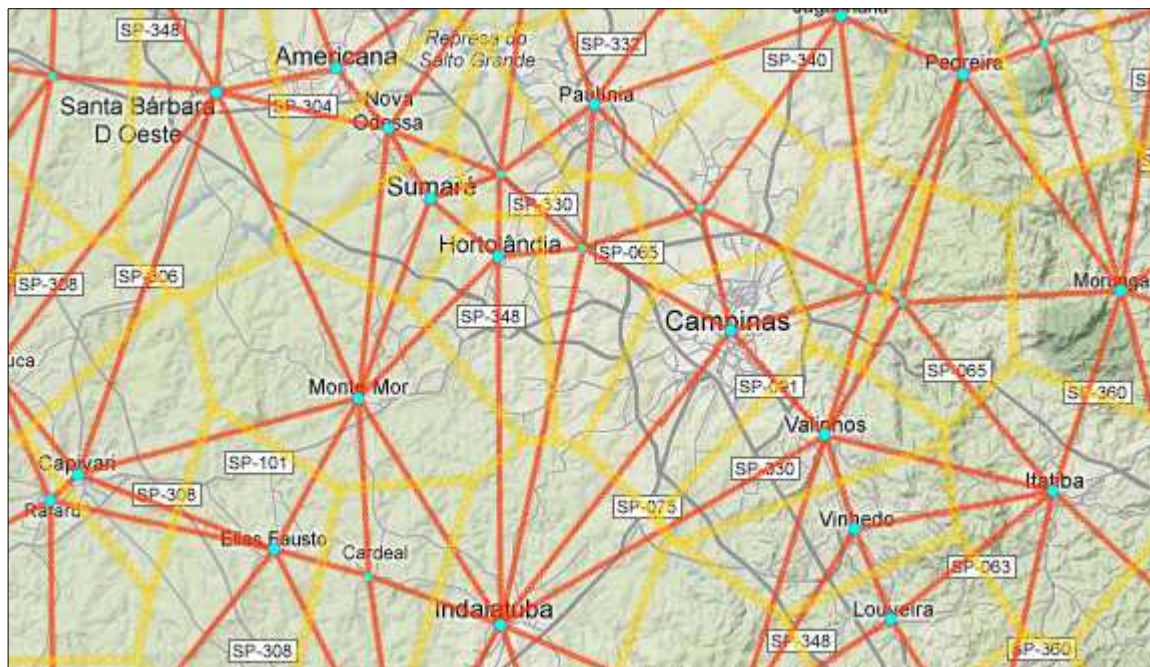 SP-348
SP-332
Americana
Represa do
Salto Grande
SP-340
Pedreira
Santa Bárbara
D Oeste
SP-304
Nova
Odessa
Paulínia
Sumaré
SP-330
Hortolândia
SP-065
SP-308
SP-306
SP-348
Campinas
Monte Mor
SP-091
SP-065
SP-360
Valinhos
Capivari
SP-101
SP-308
SP-330
Itatiba
Rafard
SP-075
Vinhedo
Elias Fausto
Cardeal
SP-063
Indaiatuba
Louveira
SP-308
SP-348
SP-360